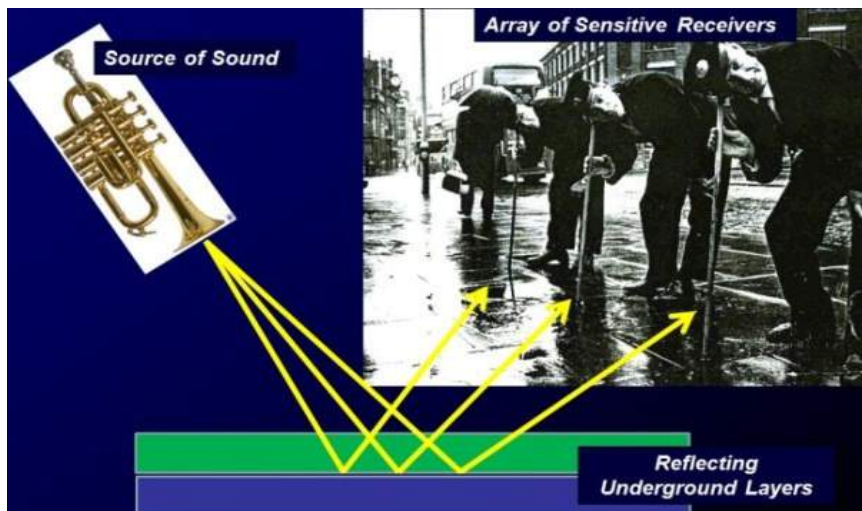 Source of Sound
Array of Sensitive Receivers
Reflecting
Underground Layers